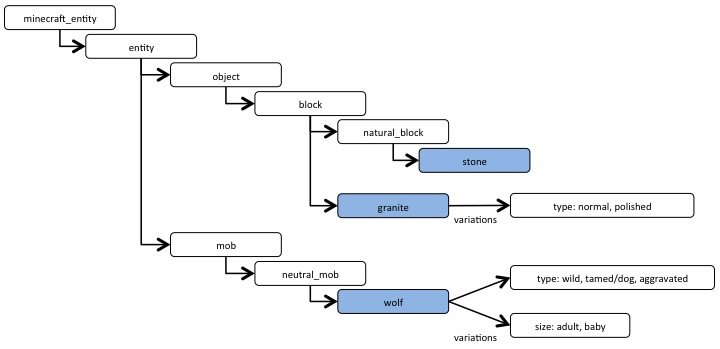 minecraft_entity
entity
object
block
natural_block
stone
granite
type: normal, polished
variations
mob
neutral_mob
type: wild, tamed/dog, aggravated
wolf
size: adult, baby
variations